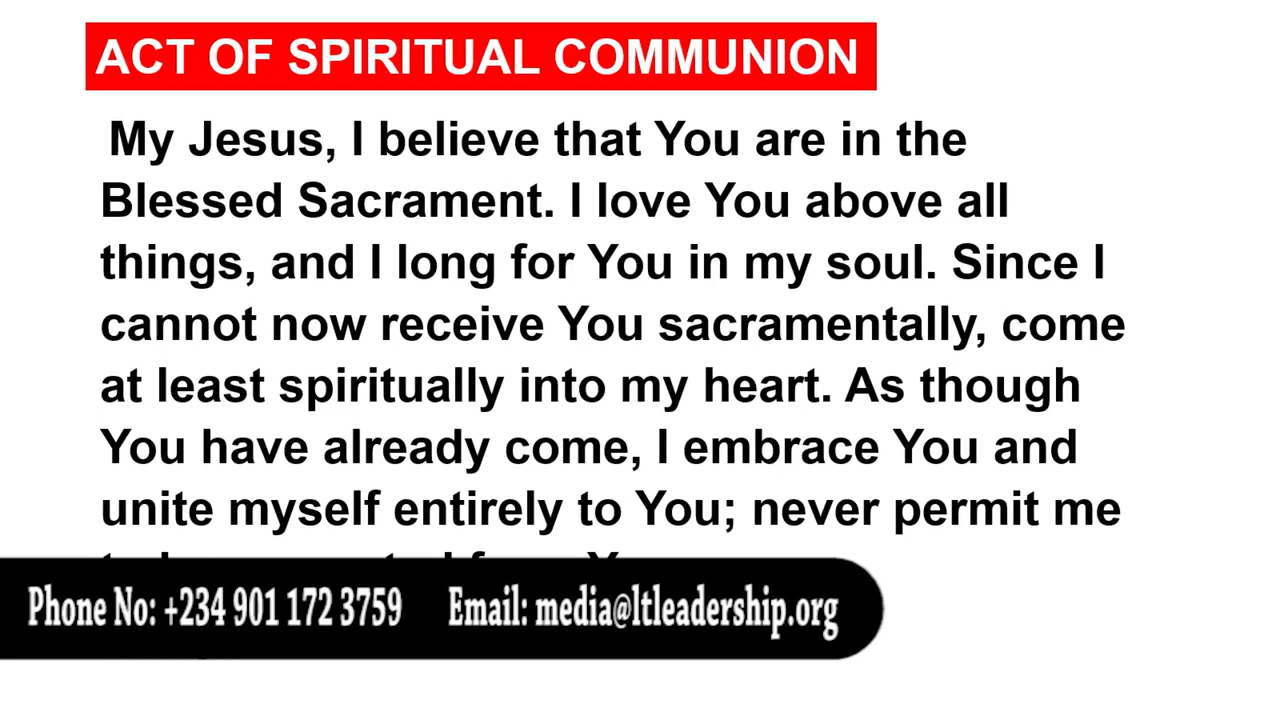 ACT OF SPIRITUAL COMMUNION
My Jesus, I believe that You are in the
Blessed Sacrament. I love You above all
things, and I long for You in my soul. Since I
cannot now receive You sacramentally, come
at least spiritually into my heart. As though
You have already come, I embrace You and
unite myself entirely to You; never permit me
Phone No: +234 901 172 3759 Email: media@ltleadership.org